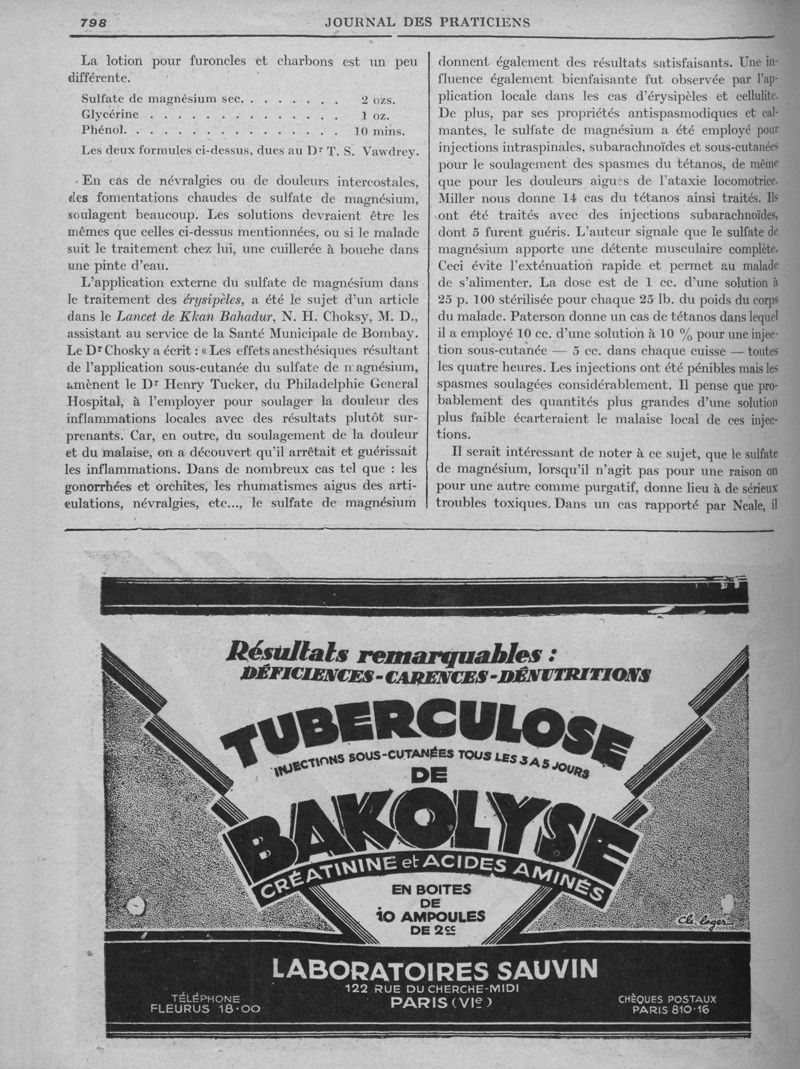 798
JOURNAL DES PRATICIENS
La lotion pour furoncles et charbons est un peu
différente.
Sulfate de magnésium sec. . . . . . . . 2 ozs.
Glycérine . . . . . . . . . . . . . . 1 oz.
Phénol. . . . . . . . . . . . . . . 10 mins.
Les deux formules ci-dessus, dues au Dr T. S. Vawdrey.
En cas de névralgies ou de douleurs intercostales,
des fomentations chaudes de sulfate de magnésium,
soulagent beaucoup. Les solutions devraient être les
mêmes que celles ci-dessus mentionnées, ou si le malade
suit le traitement chez lui, une cuillerée à bouche dans
une pinte d'eau.
L'application externe du sulfate de magnésium dans
le traitement des érysipèles, a été le sujet d'un article
dans le Lancet de Kkan Bahadur, N. H. Choksy, M. D.,
assistant au service de la Santé Municipale de Bombay.
Le Dr Chosky a écrit : « Les effets anesthésiques résultant
de l'application sous-cutanée du sulfate de magnésium,
amènent le Dr Henry Tucker, du Philadelphie General
Hospital, à l'employer pour soulager la douleur des
inflammations locales avec des résultats plutôt sur-
prenants. Car, en outre, du soulagement de la douleur
et du malaise, on a découvert qu'il arrêtait et guérissait
les inflammations. Dans de nombreux cas tel que : les
gonorrhées et orchites, les rhumatismes aigus des arti-
culations, névralgies, etc..., le sulfate de magnésium
donnent également des résultats satisfaisants. Une in-
fluence également bienfaisante fut observée par l'ap-
plication locale dans les cas d'érysipèles et cellulite.
De plus, par ses propriétés antispasmodiques et cal-
mantes, le sulfate de magnésium a été employé pour
injections intraspinales, subarachnoïdes et sous-cutanées
pour le soulagement des spasmes du tétanos, de même
que pour les douleurs aiguës de l'ataxie locomotrice.
Miller nous donne 14 cas du tétanos ainsi traités. Ils
ont été traités avec des injections subarachnoïdes,
dont 5 furent guéris. L'auteur signale que le sulfate de
magnésium apporte une détente musculaire complète.
Ceci évite l'exténuation rapide et permet au malade
de s'alimenter. La dose est de 1 cc. d'une solution à
25 p. 100 stérilisée pour chaque 25 lb. du poids du corps
du malade. Paterson donne un cas de tétanos dans lequel
il a employé 10 cc. d'une solution à 10 % pour une injec-
tion sous-cutanée — 5 cc. dans chaque cuisse — toutes
les quatre heures. Les injections ont été pénibles mais les
spasmes soulagées considérablement. Il pense que pro-
bablement des quantités plus grandes d'une solution
plus faible écarteraient le malaise local de ces injec-
tions.
Il serait intéressant de noter à ce sujet, que le sulfate
de magnésium, lorsqu'il n'agit pas pour une raison on
pour une autre comme purgatif, donne lieu à de sérieux
troubles toxiques. Dans un cas rapporté par Neale, il
Résultats remarquables :
DÉFICIENCES - CARENCES - DÉNUTRITIONS
TUBERCULOSE
INJECTIONS SOUS-CUTANÉES TOUS LES 3 A 5 JOURS
DE
BAKOLYSE
CRÉATININE et ACIDES AMINÉS
EN BOITES
DE
10 AMPOULES
DE 2cc
Ch. Loger
LABORATOIRES SAUVIN
122 RUE DU CHERCHE-MIDI
PARIS (VIe)
TÉLÉPHONE
FLEURUS 18·00
CHÈQUES POSTAUX
PARIS 810·16